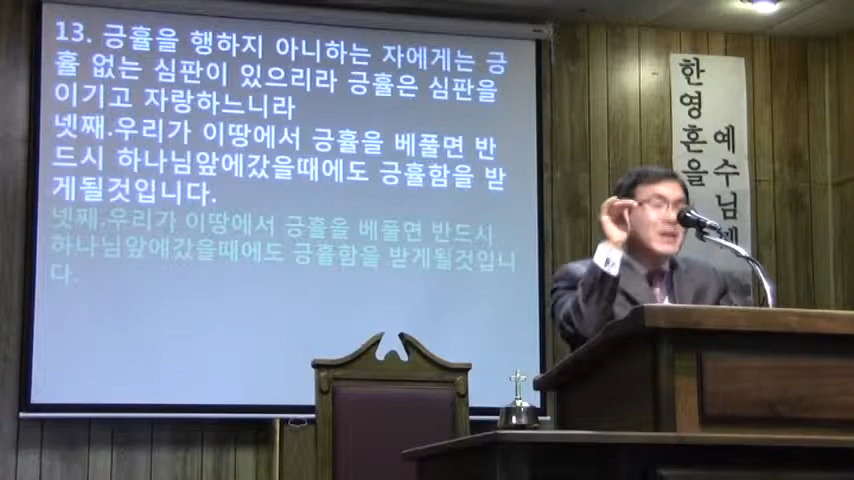 13. 긍휼을 행하지 아니하는 자에게는 긍
휼 없는 심판이 있으리라 긍휼은 심판을
이기고 자랑하느니라
넷째.우리가 이땅에서 긍휼을 베풀면 반
드시 하나님앞에갔을때에도 긍휼함을 받
게될것입니다.
넷째.우리가 이땅에서 긍휼을 베풀면 반드시
하나님앞에갔을때에도 긍휼함을 받게될것입니
다.
한영혼을
예수님께